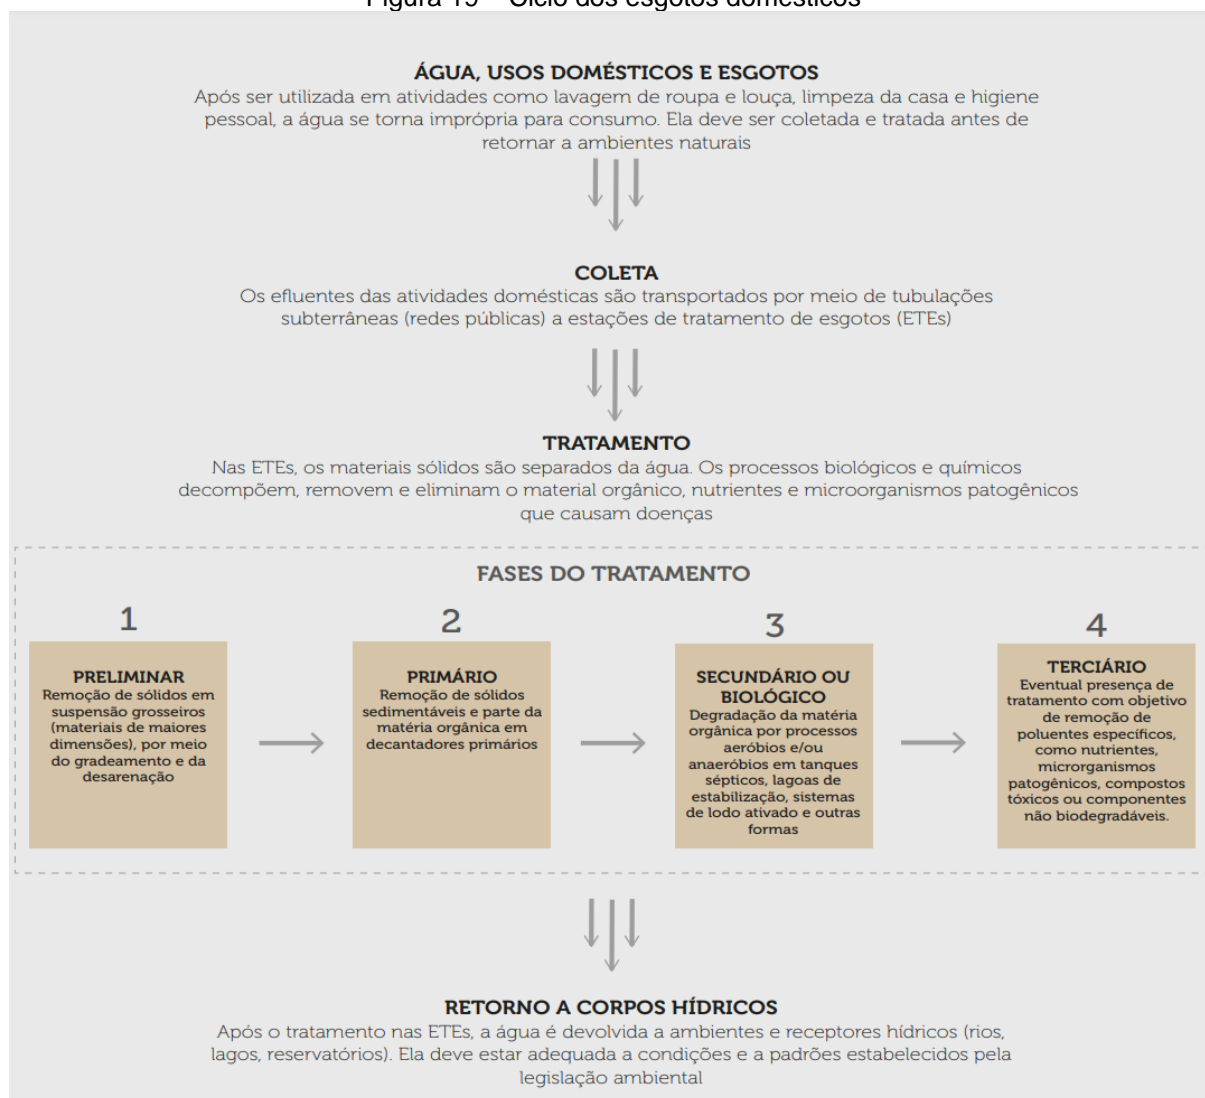 Figura 19 – Ciclo dos esgotos domésticos
ÁGUA, USOS DOMÉSTICOS E ESGOTOS
Após ser utilizada em atividades como lavagem de roupa e louça, limpeza da casa e higiene
pessoal, a água se torna imprópria para consumo. Ela deve ser coletada e tratada antes de
retornar a ambientes naturais
COLETA
Os efluentes das atividades domésticas são transportados por meio de tubulações
subterrâneas (redes públicas) a estações de tratamento de esgotos (ETEs)
TRATAMENTO
Nas ETEs, os materiais sólidos são separados da água. Os processos biológicos e químicos
decompõem, removem e eliminam o material orgânico, nutrientes e microorganismos patogênicos
que causam doenças
FASES DO TRATAMENTO
1
PRELIMINAR
Remoção de sólidos em
suspensão grosseiros
(materiais de maiores
dimensões), por meio
do gradeamento e da
desarenação
2
PRIMÁRIO
Remoção de sólidos
sedimentáveis e parte da
matéria orgânica em
decantadores primários
3
SECUNDÁRIO OU
BIOLÓGICO
Degradação da matéria
orgânica por processos
aeróbios e/ou
anaeróbios em tanques
sépticos, lagoas de
estabilização, sistemas
de lodo ativado e outras
formas
4
TERCIÁRIO
Eventual presença de
tratamento com objetivo
de remoção de
poluentes específicos,
como nutrientes,
microrganismos
patogênicos, compostos
tóxicos ou componentes
não biodegradáveis.
RETORNO A CORPOS HÍDRICOS
Após o tratamento nas ETEs, a água é devolvida a ambientes e receptores hídricos (rios,
lagos, reservatórios). Ela deve estar adequada a condições e a padrões estabelecidos pela
legislação ambiental